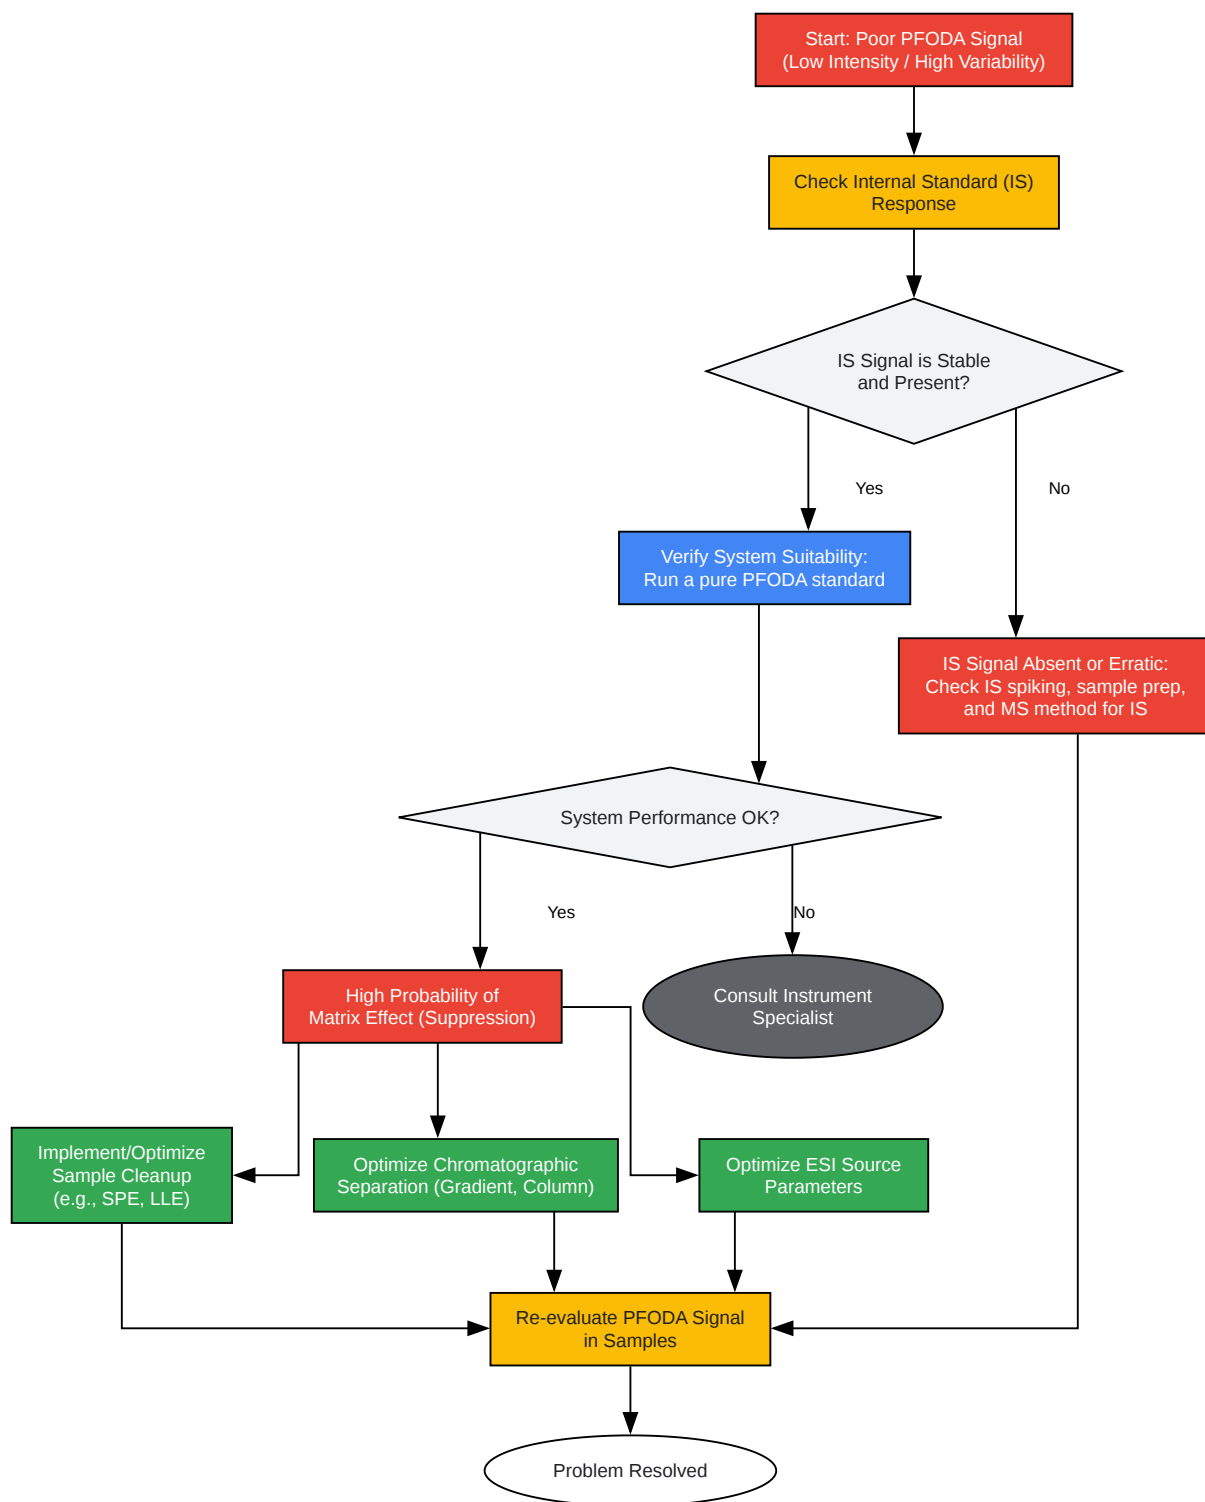 Start: Poor PFODA Signal
(Low Intensity / High Variability)
Check Internal Standard (IS)
Response
IS Signal is Stable
and Present?
Yes
No
Verify System Suitability:
Run a pure PFODA standard
IS Signal Absent or Erratic:
Check IS spiking, sample prep,
and MS method for IS
System Performance OK?
Yes
No
High Probability of
Matrix Effect (Suppression)
Consult Instrument
Specialist
Implement/Optimize
Sample Cleanup
(e.g., SPE, LLE)
Optimize Chromatographic
Separation (Gradient, Column)
Optimize ESI Source
Parameters
Re-evaluate PFODA Signal
in Samples
Problem Resolved